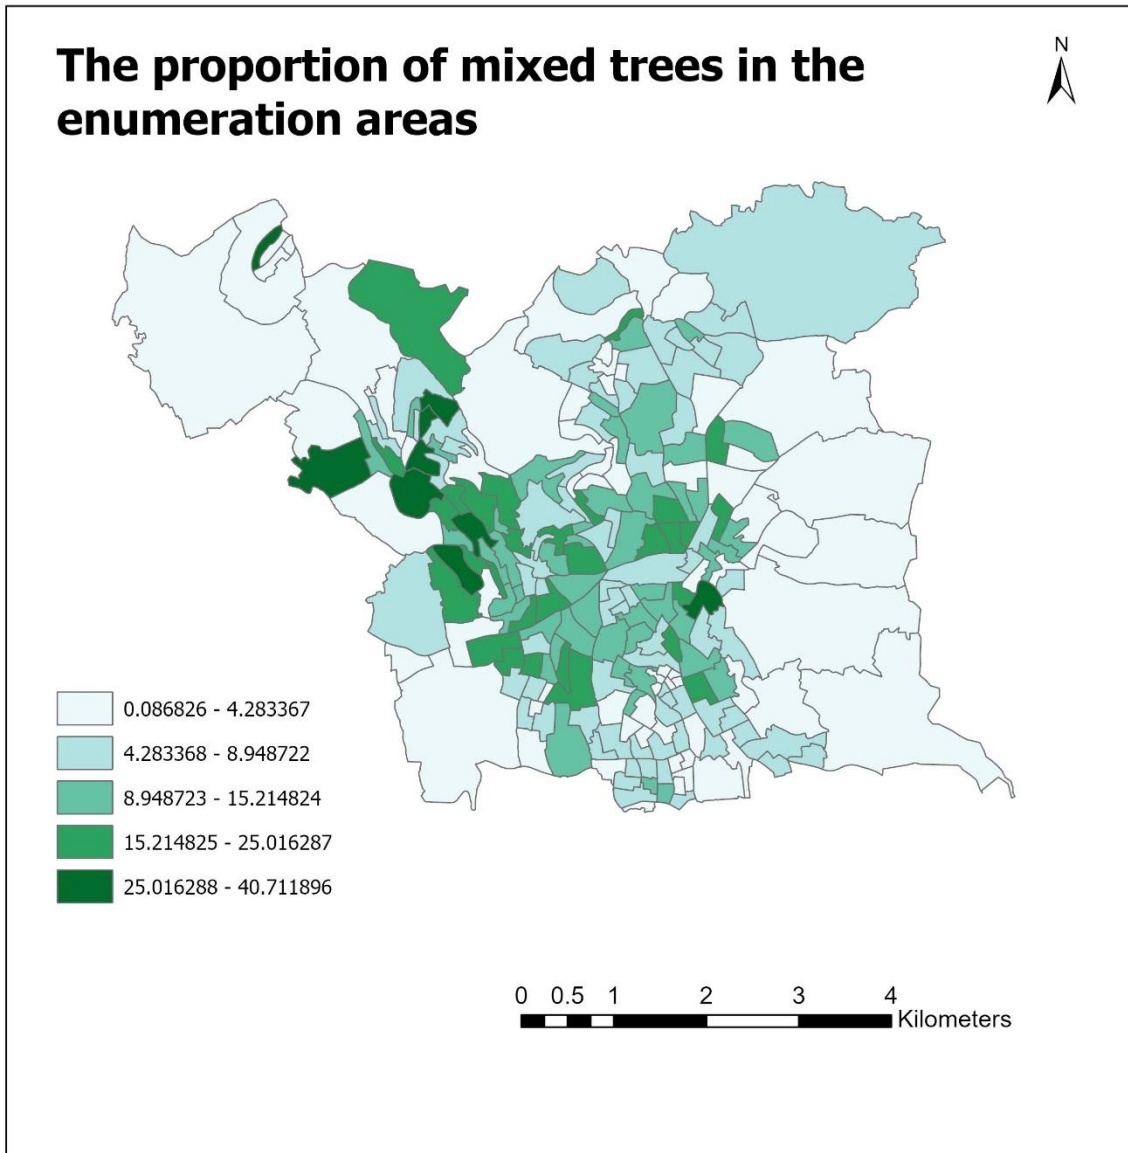 The proportion of mixed trees in the
enumeration areas
N
0.086826 - 4.283367
4.283368 - 8.948722
8.948723 - 15.214824
15.214825 - 25.016287
25.016288 - 40.711896
0 0.5 1 2 3 4
Kilometers